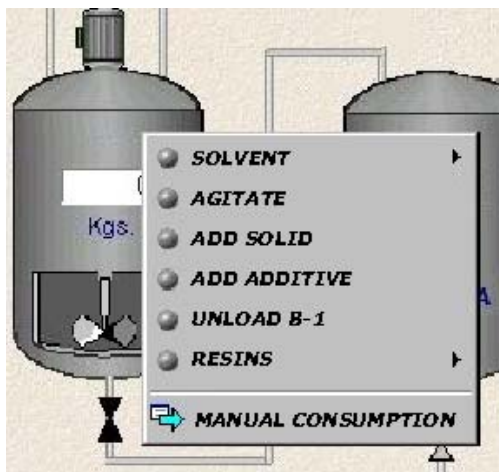 SOLVENT
AGITATE
Kgs.
ADD SOLID
ADD ADDITIVE
A
UNLOAD B-1
RESINS
MANUAL CONSUMPTION